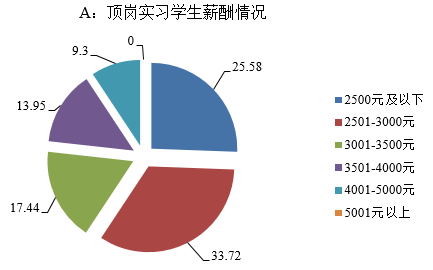 A：顶岗实习学生薪酬情况
0
9.3
25.58
13.95
17.44
33.72
2500元及以下
2501-3000元
3001-3500元
3501-4000元
4001-5000元
5001元以上